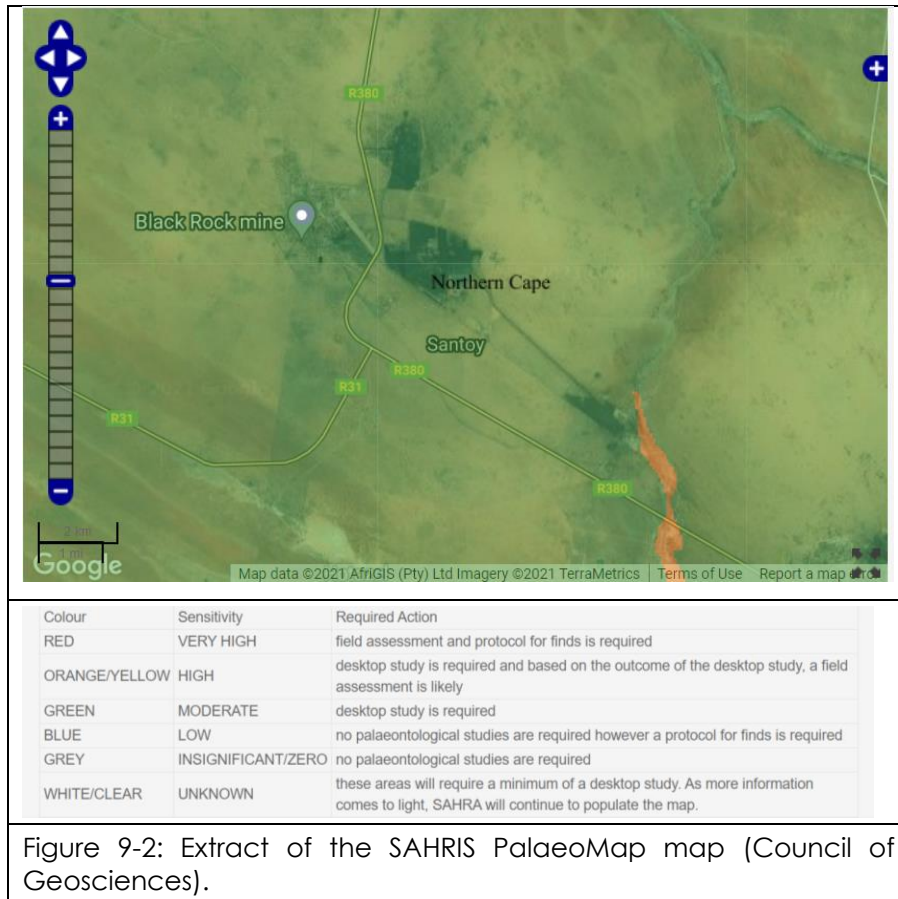 R380
Black Rock mine
Northern Cape
Santoy
R380
R31
R31
R380
2 km
1 mi
Google
Map data ©2021 AfriGIS (Pty) Ltd Imagery ©2021 TerraMetrics
Terms of Use
Report a map error
Colour Sensitivity Required Action
RED VERY HIGH field assessment and protocol for finds is required
ORANGE/YELLOW HIGH desktop study is required and based on the outcome of the desktop study, a field
assessment is likely
GREEN MODERATE desktop study is required
BLUE LOW no palaeontological studies are required however a protocol for finds is required
GREY INSIGNIFICANT/ZERO no palaeontological studies are required
WHITE/CLEAR UNKNOWN these areas will require a minimum of a desktop study. As more information
comes to light, SAHRA will continue to populate the map.
Figure 9-2: Extract of the SAHRIS PalaeoMap map (Council of
Geosciences).